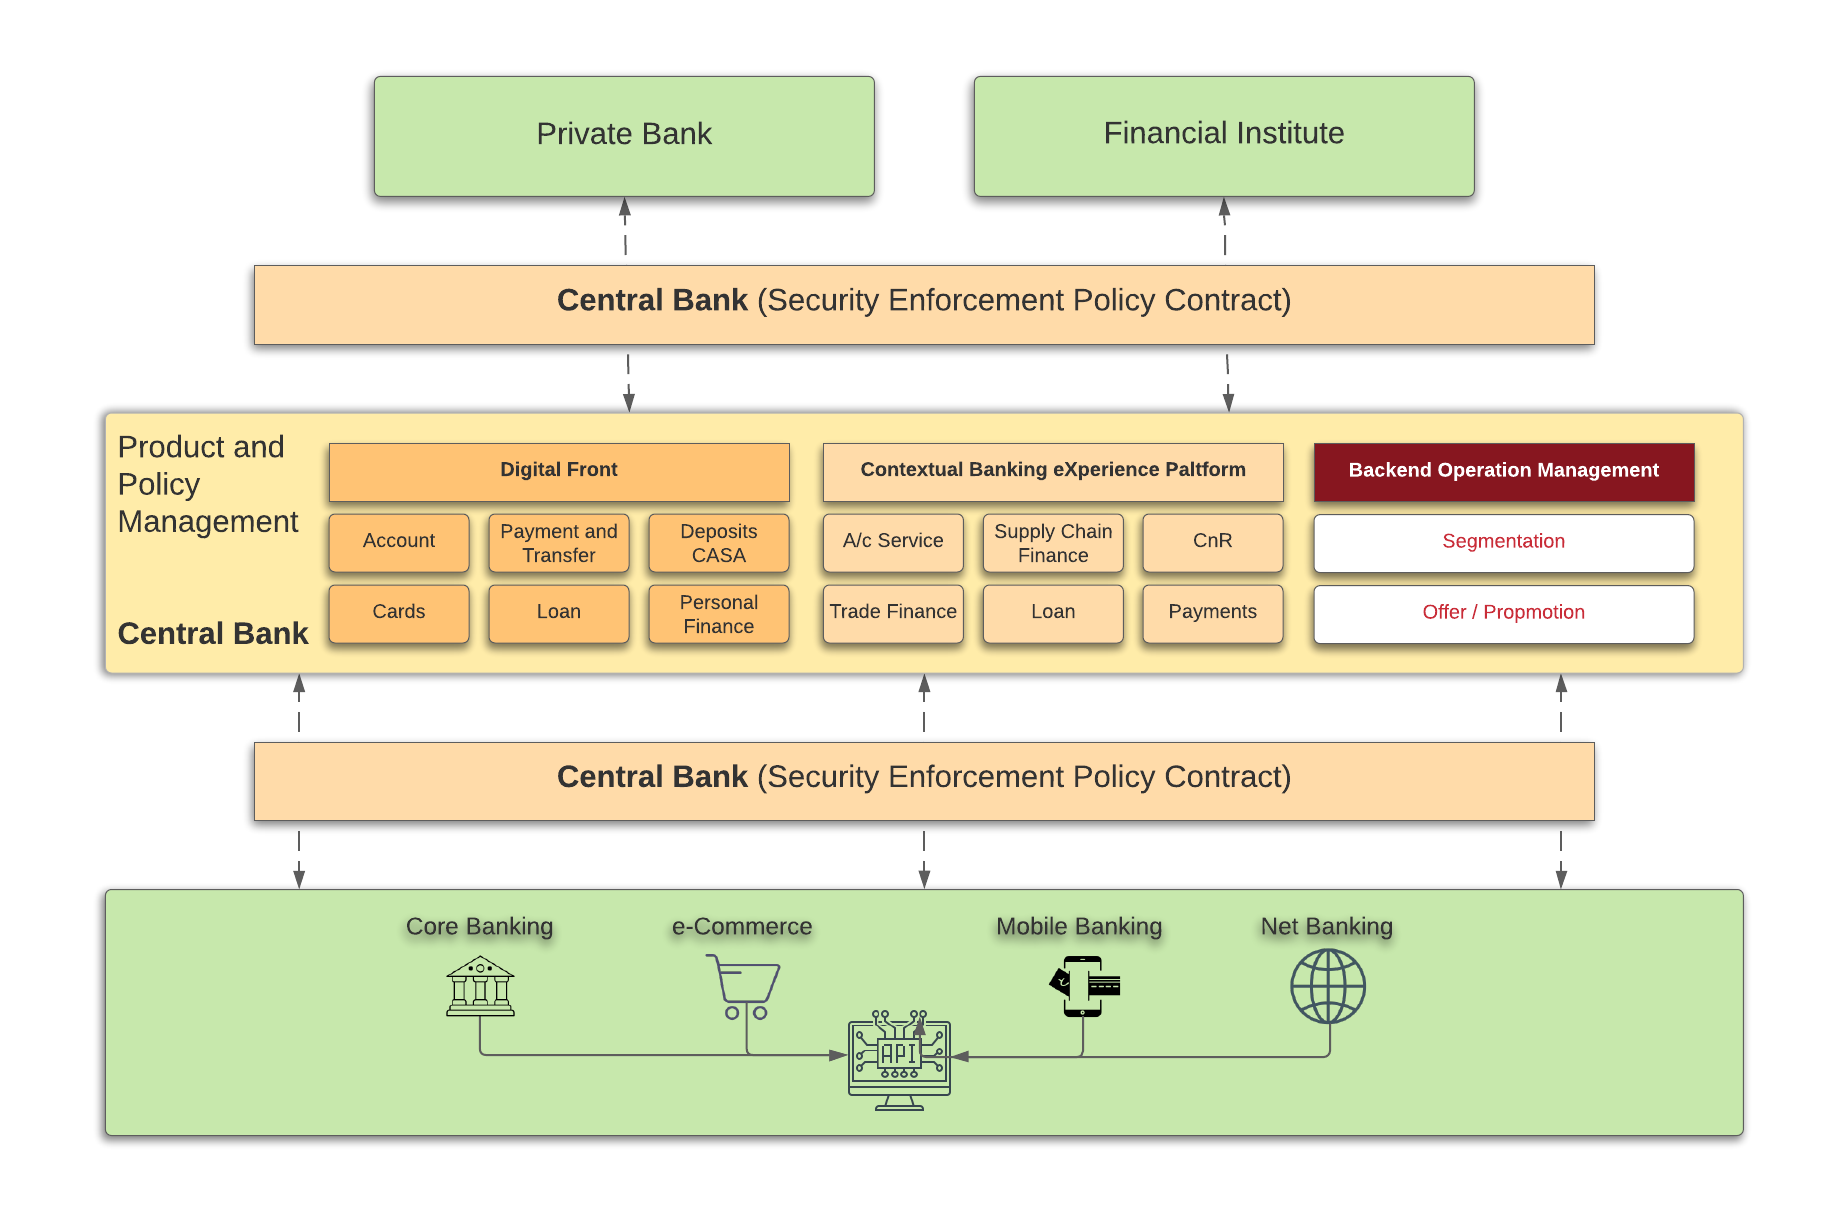 Private Bank
Financial Institute
Central Bank (Security Enforcement Policy Contract)
Product and
Policy
Management
Central Bank
Digital Front
Account
Payment and
Transfer
Deposits
CASA
Cards
Loan
Personal
Finance
Contextual Banking eXperience Paltform
A/c Service
Supply Chain
Finance
CnR
Trade Finance
Loan
Payments
Backend Operation Management
Segmentation
Offer / Propmotion
Central Bank (Security Enforcement Policy Contract)
Core Banking
e-Commerce
Mobile Banking
Net Banking
API